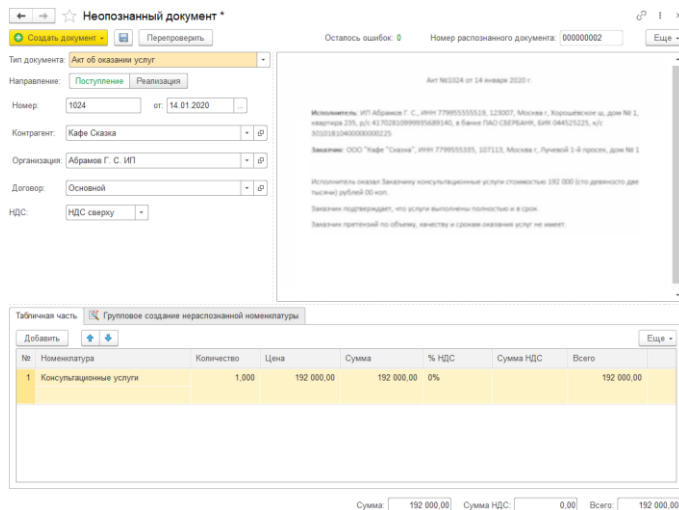 Неопознанный документ *
Создать документ
Перепроверить
Осталось ошибок: 0
Номер распознанного документа: 000000002
Еще
Тип документа: Акт об оказании услуг
Направление: Поступление Реализация
Номер: 1024 от: 14.01.2020 ...
Контрагент: Кафе Сказка
Организация: Абрамов Г. С. ИП
Договор: Основной
НДС: НДС сверху
Акт №1024 от 14 января 2020 г.
Исполнитель: ИП Абрамов Г. С., ИНН 779955555519, 123007, Москва г, Хорошёвское ш, дом № 1,
квартира 235, р/с 41702810999935689140, в банке ПАО СБЕРБАНК, БИК 044525225, к/с
30101810400000000225
Заказчик: ООО "Кафе "Сказка", ИНН 7799555335, 107113, Москва г, Лучевой 1-й просек, дом № 1
Исполнитель оказал Заказчику консультационные услуги стоимостью 192 000 (сто девяносто две
тысячи) рублей 00 коп.
Заказчик подтверждает, что услуги выполнены полностью и в срок.
Заказчик претензий по объему, качеству и срокам оказания услуг не имеет.
Табличная часть
Групповое создание нераспознанной номенклатуры
Добавить
Еще
№ Номенклатура Количество Цена Сумма % НДС Сумма НДС Всего
1 Консультационные услуги 1,000 192 000,00 192 000,00 0% 192 000,00
Сумма: 192 000,00 Сумма НДС: 0,00 Всего: 192 000,00